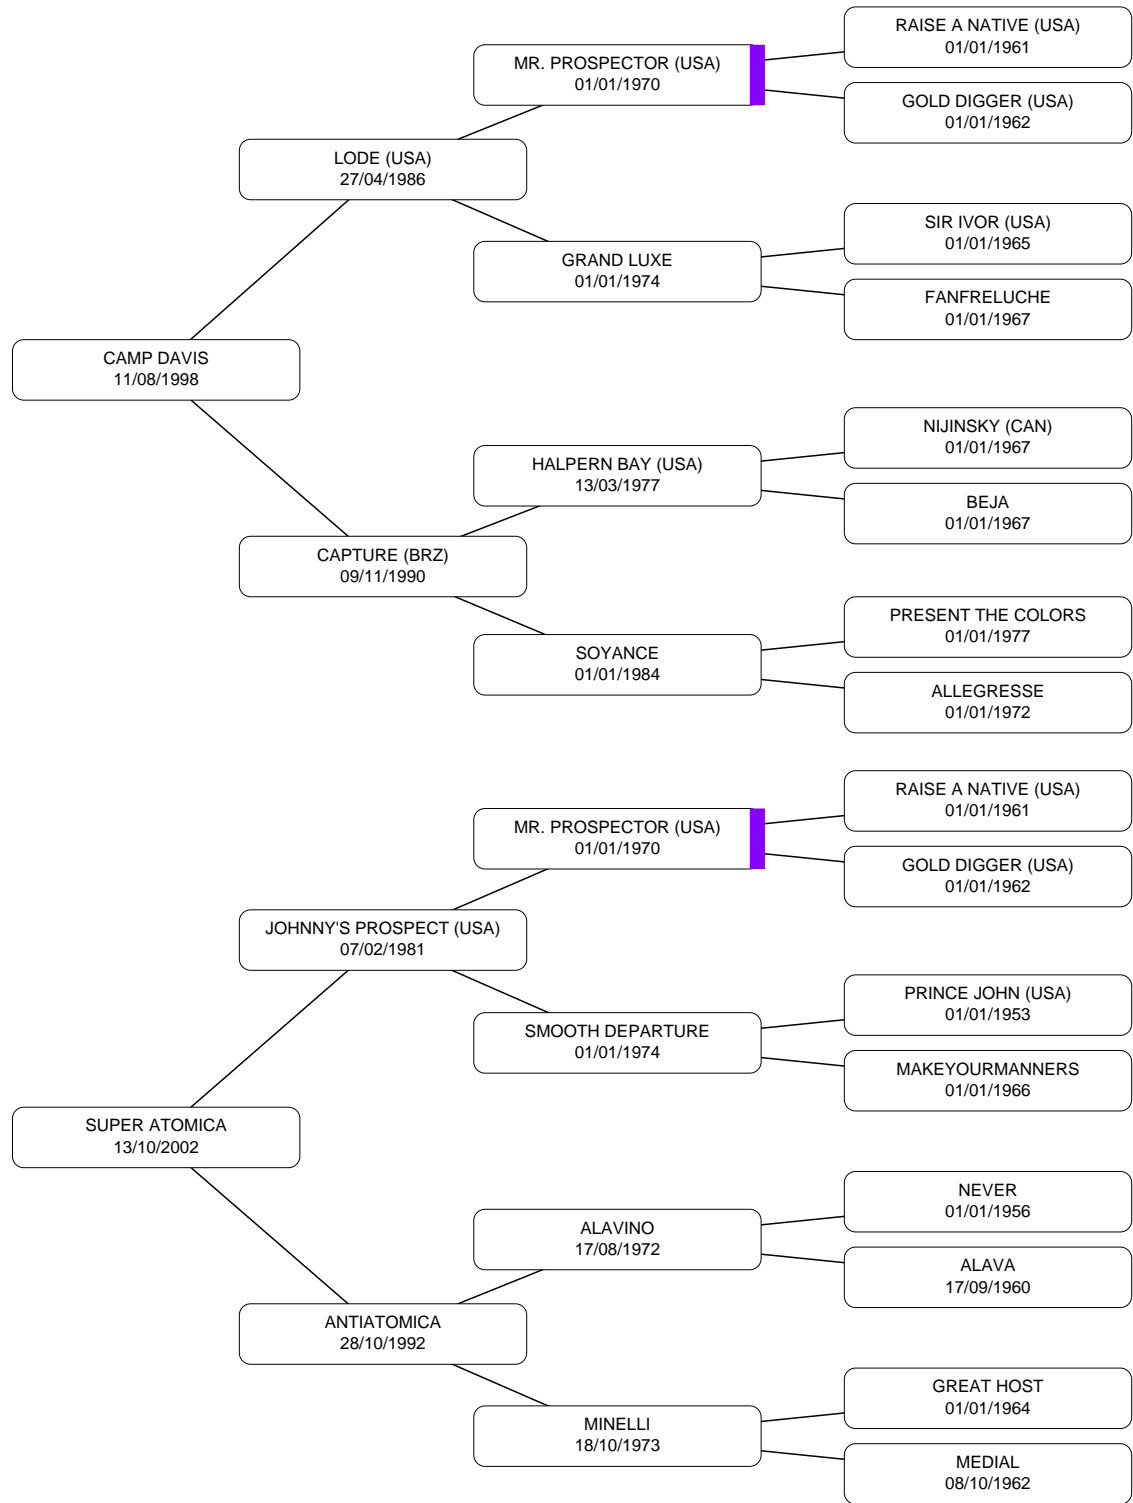 RAISE A NATIVE (USA)
01/01/1961
MR. PROSPECTOR (USA)
01/01/1970
GOLD DIGGER (USA)
01/01/1962
LODE (USA)
27/04/1986
SIR IVOR (USA)
01/01/1965
GRAND LUXE
01/01/1974
FANFRELUCHE
01/01/1967
CAMP DAVIS
11/08/1998
NIJINSKY (CAN)
01/01/1967
HALPERN BAY (USA)
13/03/1977
BEJA
01/01/1967
CAPTURE (BRZ)
09/11/1990
PRESENT THE COLORS
01/01/1977
SOYANCE
01/01/1984
ALLEGRESSE
01/01/1972
RAISE A NATIVE (USA)
01/01/1961
MR. PROSPECTOR (USA)
01/01/1970
GOLD DIGGER (USA)
01/01/1962
JOHNNY'S PROSPECT (USA)
07/02/1981
PRINCE JOHN (USA)
01/01/1953
SMOOTH DEPARTURE
01/01/1974
MAKEYOURMANNERS
01/01/1966
SUPER ATOMICA
13/10/2002
NEVER
01/01/1956
ALAVINO
17/08/1972
ALAVA
17/09/1960
ANTIATOMICA
28/10/1992
GREAT HOST
01/01/1964
MINELLI
18/10/1973
MEDIAL
08/10/1962